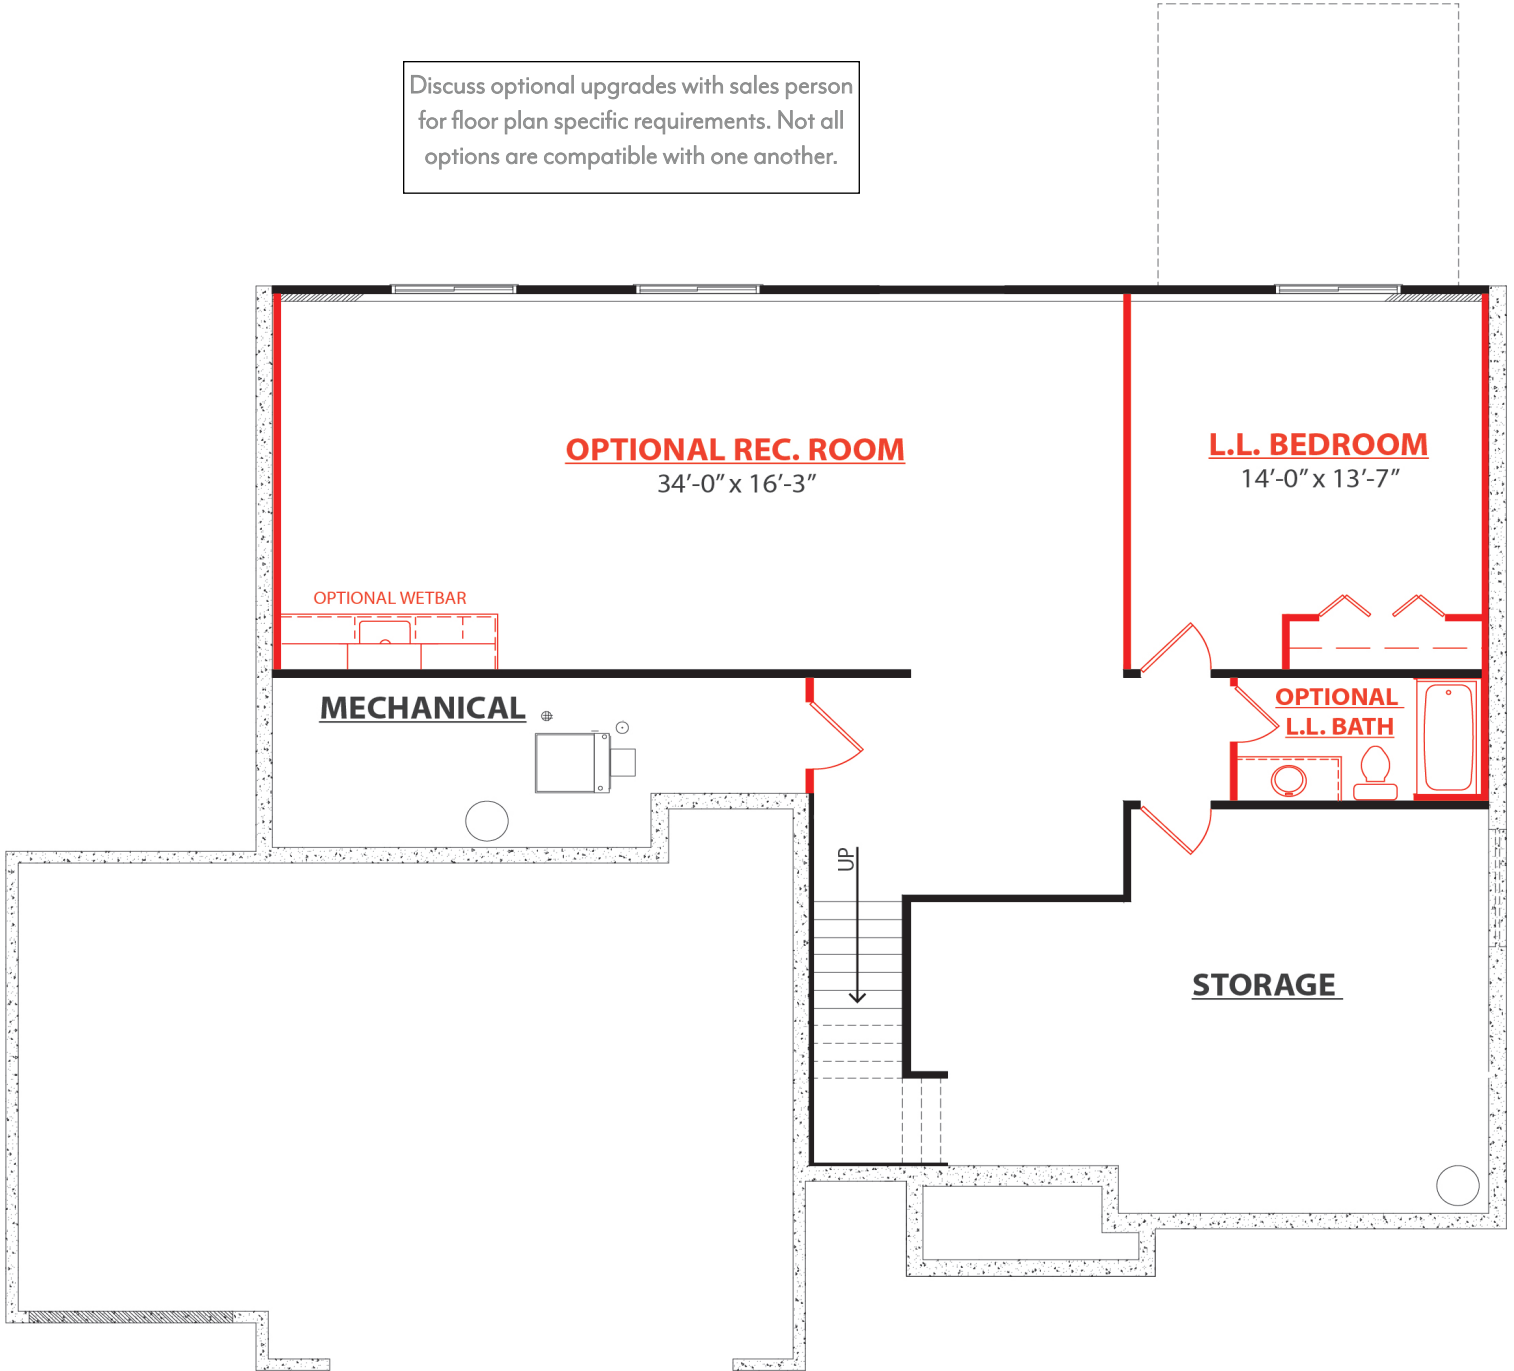 Discuss optional upgrades with sales person
for floor plan specific requirements. Not all
options are compatible with one another.
OPTIONAL REC. ROOM
34’-0” x 16’-3”
L.L. BEDROOM
14’-0” x 13’-7”
OPTIONAL WETBAR
MECHANICAL
OPTIONAL
L.L. BATH
UP
STORAGE